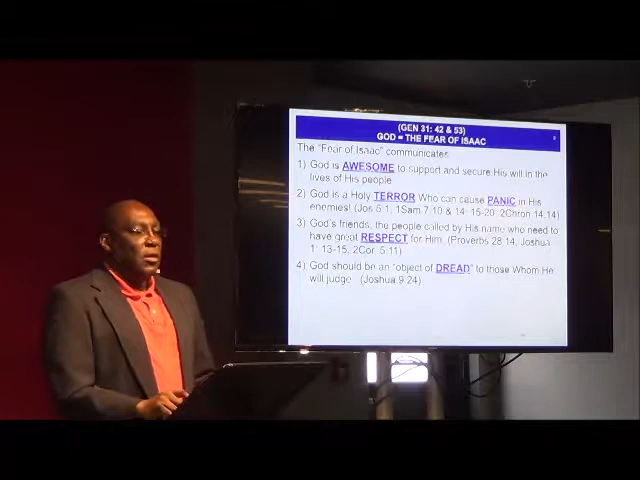 (GEN 31: 42 & 53)
GOD = THE FEAR OF ISAAC
The "Fear of Isaac" communicates
1) God is AWESOME to support and secure His will in the
lives of His people
2) God is a Holy TERROR Who can cause PANIC in His
enemies! (Jos 5:1, 1Sam 7:10 & 14: 15-20 2Chron 14:14)
3) God's friends, the people called by His name who need to
have great RESPECT for Him. (Proverbs 28:14, Joshua
1: 13-15, 2Cor. 5:11)
4) God should be an "object of DREAD" to those Whom He
will judge (Joshua 9:24)